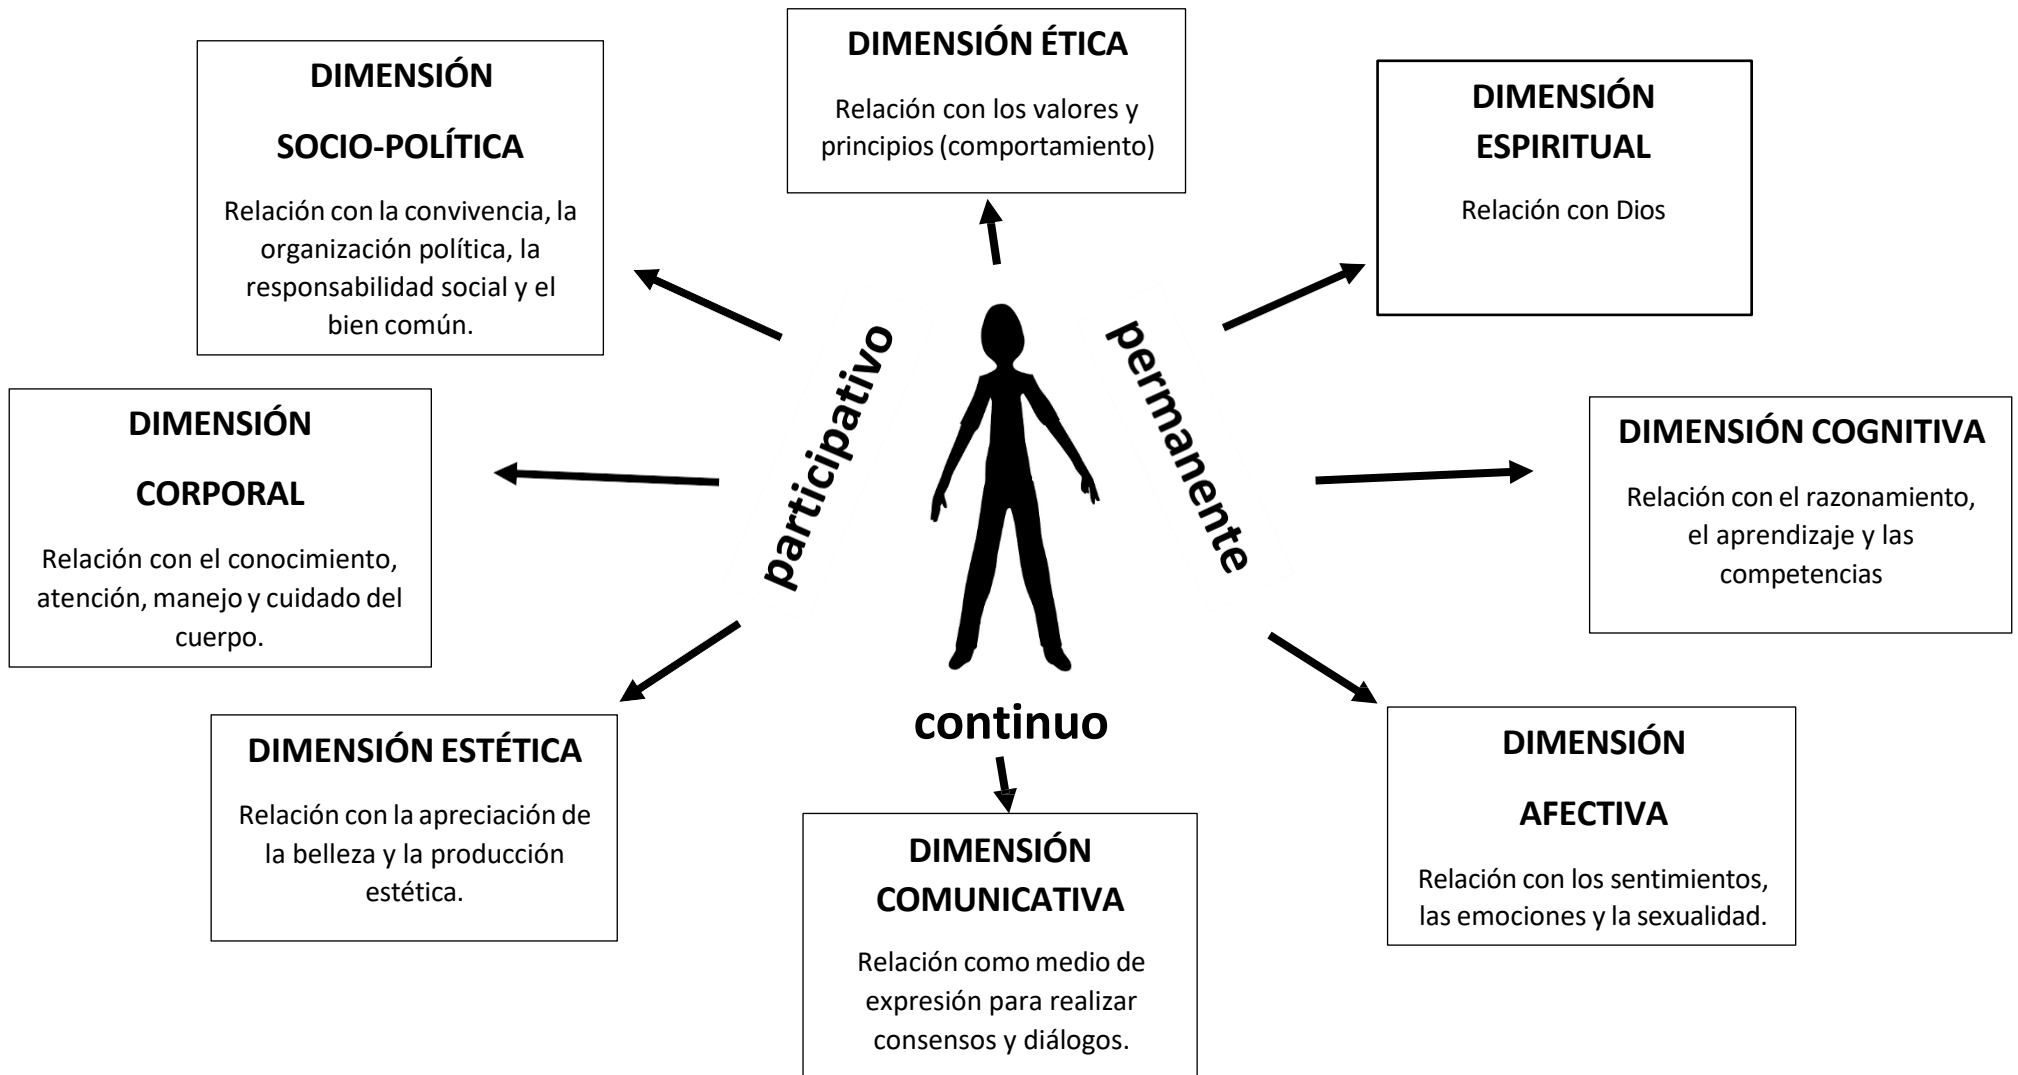 DIMENSIÓN
SOCIO-POLÍTICA
Relación con la convivencia, la
organización política, la
responsabilidad social y el
bien común.
DIMENSIÓN ÉTICA
Relación con los valores y
principios (comportamiento)
DIMENSIÓN
ESPIRITUAL
Relación con Dios
DIMENSIÓN
CORPORAL
Relación con el conocimiento,
atención, manejo y cuidado del
cuerpo.
participativo
permanente
continuo
DIMENSIÓN COGNITIVA
Relación con el razonamiento,
el aprendizaje y las
competencias
DIMENSIÓN ESTÉTICA
Relación con la apreciación de
la belleza y la producción
estética.
DIMENSIÓN
COMUNICATIVA
Relación como medio de
expresión para realizar
consensos y diálogos.
DIMENSIÓN
AFECTIVA
Relación con los sentimientos,
las emociones y la sexualidad.